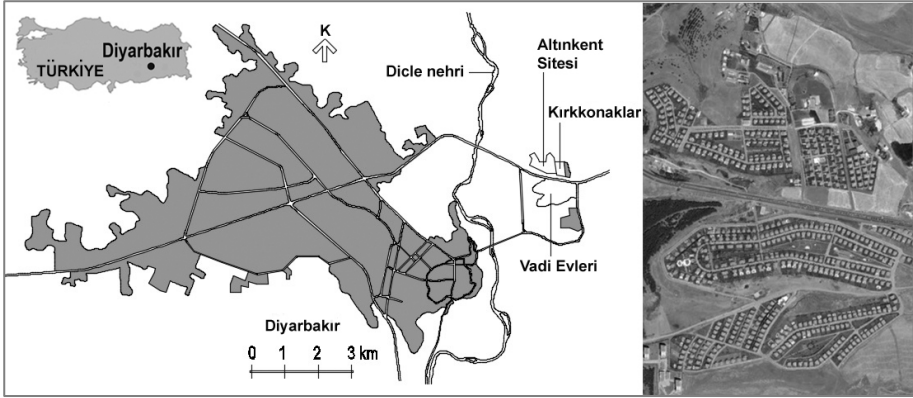 Diyarbakır
TÜRKİYE
K
Dicle nehri
Altınkent
Sitesi
Kırkkonaklar
Vadi Evleri
Diyarbakır
0 1 2 3 km